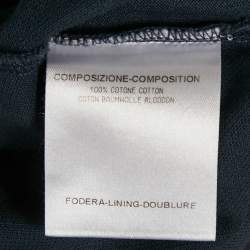 COMPOSIZIONE-COMPOSITION
100% COTONE COTTON
COTON BAUMWOLLE ALGODON
FODERA-LINING-DOUBLURE